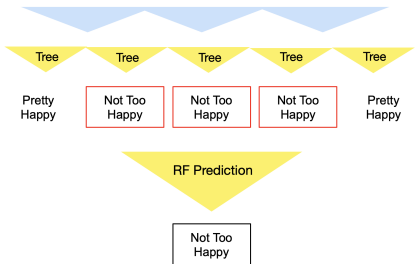 Tree Tree Tree Tree Tree
Pretty Happy
Not Too Happy
Not Too Happy
Not Too Happy
Pretty Happy
RF Prediction
Not Too
Happy